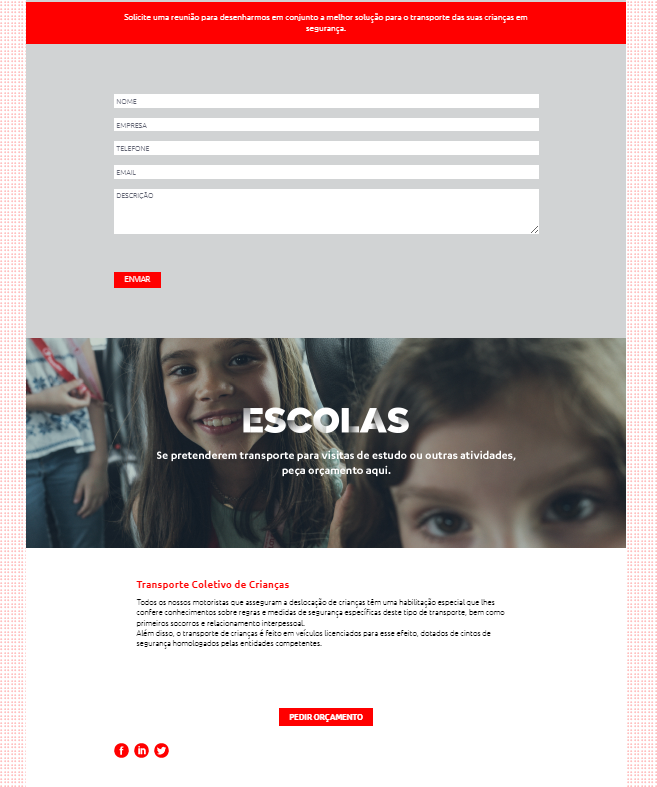 Solicite uma reunião para desenharmos em conjunto a melhor solução para o transporte das suas crianças em
segurança.
NOME
EMPRESA
TELEFONE
EMAIL
DESCRIÇÃO
ENVIAR
ESCOLAS
Se pretenderem transporte para visitas de estudo ou outras atividades,
peça orçamento aqui.
Transporte Coletivo de Crianças
Todos os nossos motoristas que asseguram a deslocação de crianças têm uma habilitação especial que lhes
confere conhecimentos sobre regras e medidas de segurança específicas deste tipo de transporte, bem como
primeiros socorros e relacionamento interpessoal.
Além disso, o transporte de crianças é feito em veículos licenciados para esse efeito, dotados de cintos de
segurança homologados pelas entidades competentes.
PEDIR ORÇAMENTO